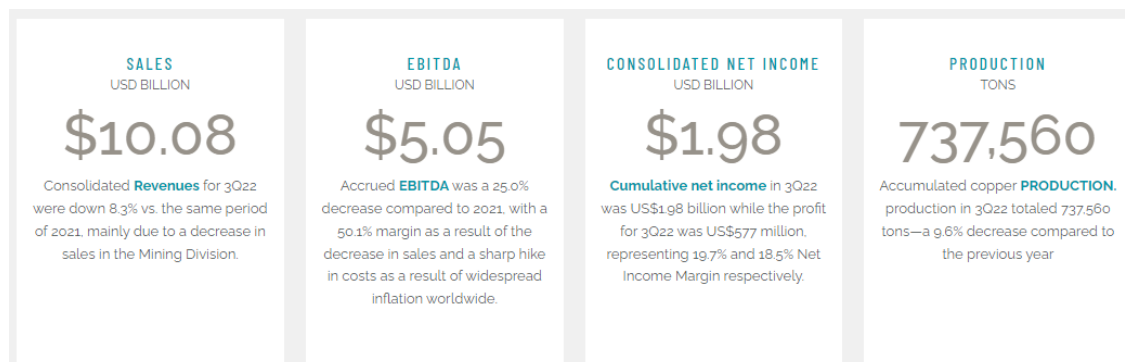 SALES
USD BILLION
$10.08
Consolidated Revenues for 3Q22
were down 8.3% vs. the same period
of 2021, mainly due to a decrease in
sales in the Mining Division.
EBITDA
USD BILLION
$5.05
Accrued EBITDA was a 25.0%
decrease compared to 2021, with a
50.1% margin as a result of the
decrease in sales and a sharp hike
in costs as a result of widespread
inflation worldwide.
CONSOLIDATED NET INCOME
USD BILLION
$1.98
Cumulative net income in 3Q22
was US$1.98 billion while the profit
for 3Q22 was US$577 million,
representing 19.7% and 18.5% Net
Income Margin respectively.
PRODUCTION
TONS
737,560
Accumulated copper PRODUCTION.
production in 3Q22 totaled 737,560
tons—a 9.6% decrease compared to
the previous year